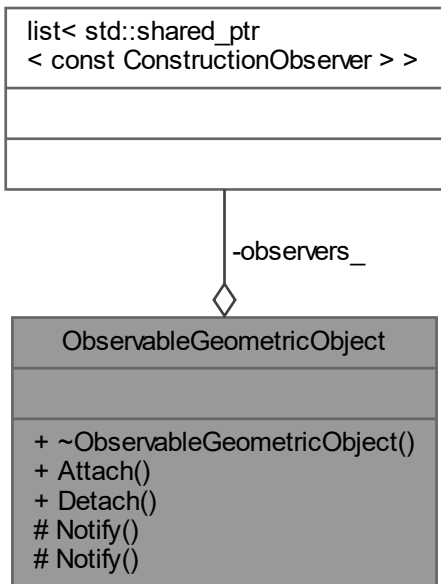 list< std::shared_ptr
< const ConstructionObserver > >
-observers_
ObservableGeometricObject
+ ~ObservableGeometricObject()
+ Attach()
+ Detach()
# Notify()
# Notify()